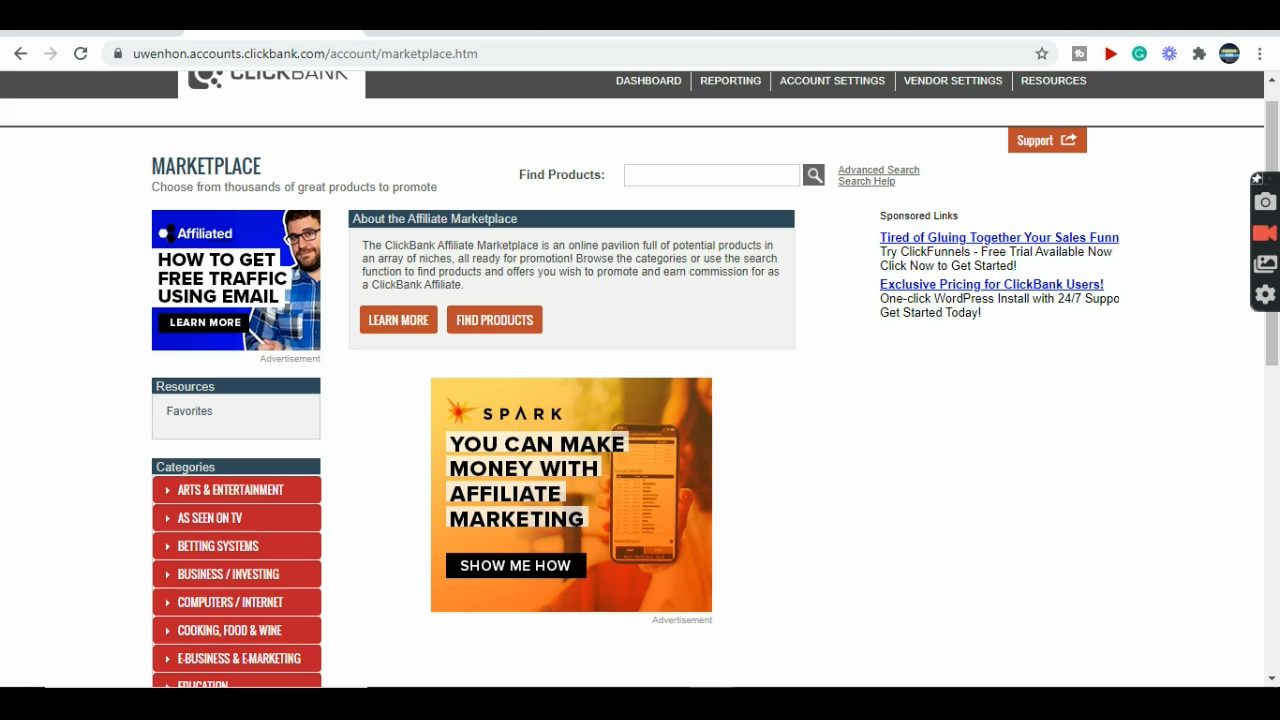 uwenhon.accounts.clickbank.com/account/marketplace.htm
CLICKBANK
DASHBOARD
REPORTING
ACCOUNT SETTINGS
VENDOR SETTINGS
RESOURCES
Support
MARKETPLACE
Choose from thousands of great products to promote
Find Products:
Advanced Search
Search Help
Affiliated
HOW TO GET
FREE TRAFFIC
USING EMAIL
LEARN MORE
Advertisement
About the Affiliate Marketplace
The ClickBank Affiliate Marketplace is an online pavilion full of potential products in
an array of niches, all ready for promotion! Browse the categories or use the search
function to find products and offers you wish to promote and earn commission for as
a ClickBank Affiliate.
LEARN MORE
FIND PRODUCTS
Sponsored Links
Tired of Gluing Together Your Sales Funn
Try ClickFunnels - Free Trial Available Now
Click Now to Get Started!
Exclusive Pricing for ClickBank Users!
One-click WordPress Install with 24/7 Suppo
Get Started Today!
Resources
Favorites
SPARK
YOU CAN MAKE
MONEY WITH
AFFILIATE
MARKETING
SHOW ME HOW
Advertisement
Categories
ARTS & ENTERTAINMENT
AS SEEN ON TV
BETTING SYSTEMS
BUSINESS / INVESTING
COMPUTERS / INTERNET
COOKING, FOOD & WINE
E-BUSINESS & E-MARKETING
EDUCATION